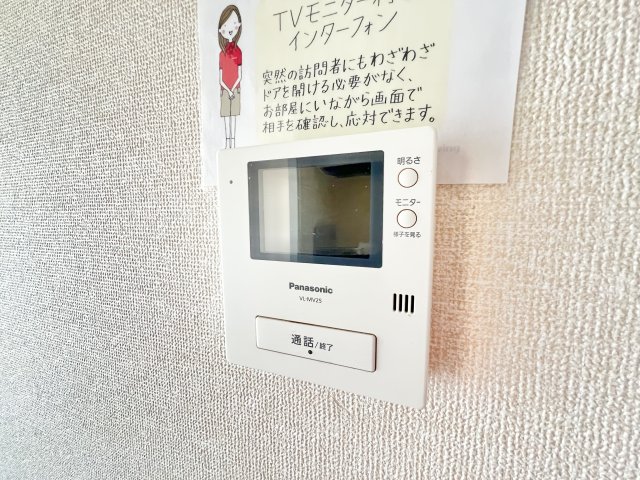 TVモニター
インターフォン
突然の訪問者にもわざわざ
ドアを開ける必要がなく、
お部屋にいながら画面で
相手を確認し、応対できます。
明るさ
モニター
様子を見る
Panasonic
VL-MV25
通話/終了